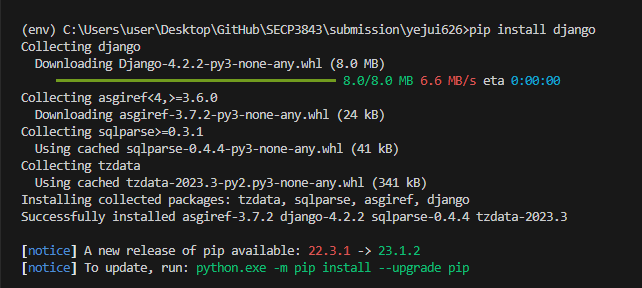 (env) C:\Users\user\Desktop\GitHub\SECP3843\submission\yejui626>pip install django
Collecting django
  Downloading Django-4.2.2-py3-none-any.whl (8.0 MB)
     8.0/8.0 MB 6.6 MB/s eta 0:00:00
Collecting asgiref<4,>=3.6.0
  Downloading asgiref-3.7.2-py3-none-any.whl (24 kB)
Collecting sqlparse>=0.3.1
  Using cached sqlparse-0.4.4-py3-none-any.whl (41 kB)
Collecting tzdata
  Using cached tzdata-2023.3-py2.py3-none-any.whl (341 kB)
Installing collected packages: tzdata, sqlparse, asgiref, django
Successfully installed asgiref-3.7.2 django-4.2.2 sqlparse-0.4.4 tzdata-2023.3
[notice] A new release of pip available: 22.3.1 -> 23.1.2
[notice] To update, run: python.exe -m pip install --upgrade pip